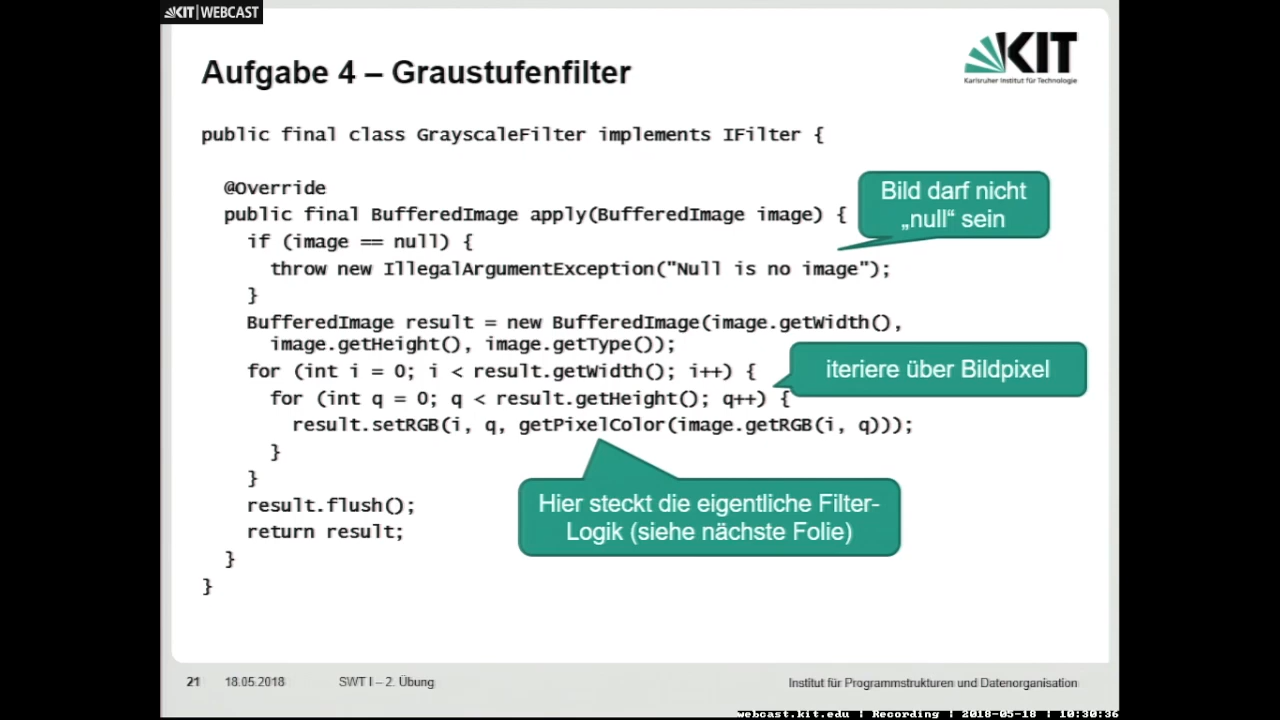 KIT | WEBCAST
KIT
Karlsruher Institut für Technologie
Aufgabe 4 – Graustufenfilter
public final class GrayscaleFilter implements IFilter {
@Override
public final BufferedImage apply(BufferedImage image) {
Bild darf nicht
„null“ sein
if (image == null) {
throw new IllegalArgumentException("Null is no image");
}
BufferedImage result = new BufferedImage(image.getWidth(),
image.getHeight(), image.getType());
for (int i = 0; i < result.getWidth(); i++) {
iteriere über Bildpixel
for (int q = 0; q < result.getHeight(); q++) {
result.setRGB(i, q, getPixelColor(image.getRGB(i, q)));
}
}
Hier steckt die eigentliche Filter-
Logik (siehe nächste Folie)
result.flush();
return result;
}
}
21 18.05.2018 SWT I – 2. Übung Institut für Programmstrukturen und Datenorganisation
webcast.kit.edu | Recording | 2018-05-18 | 10:30:36